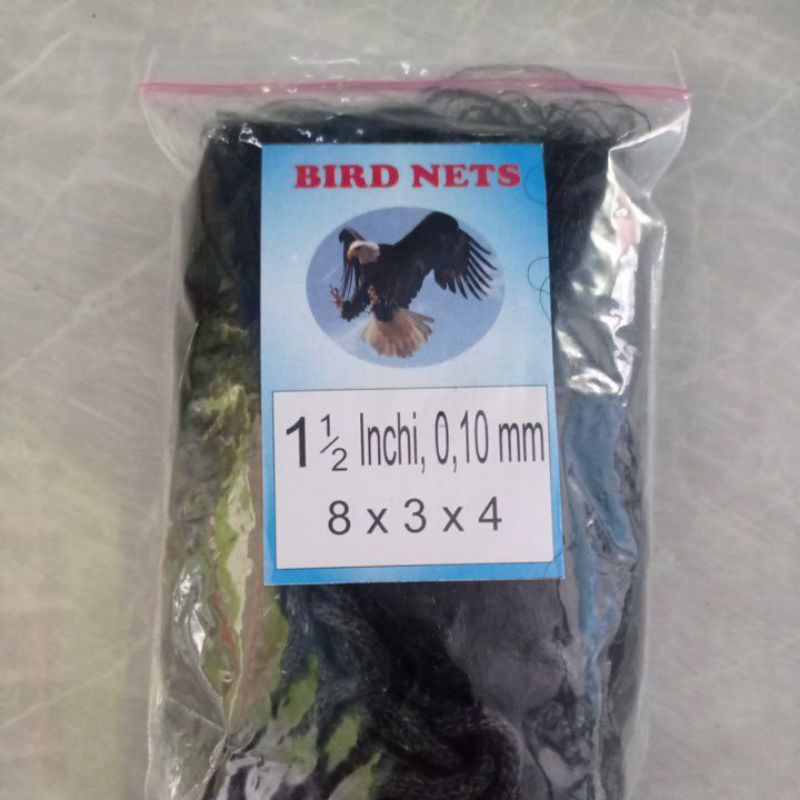 BIRD NETS
1 1/2 Inchi, 0,10 mm
8 x 3 x 4